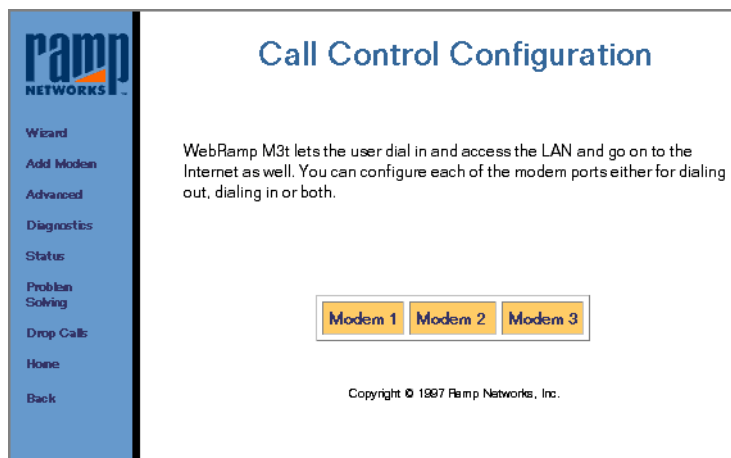 ramp
NETWORKS
Call Control Configuration
Wizard
Add Modem
Advanced
Diagnostics
Status
Problem
Solving
Drop Calls
Home
Back
WebRamp M3t lets the user dial in and access the LAN and go on to the
Internet as well. You can configure each of the modem ports either for dialing
out, dialing in or both.
Modem 1 Modem 2 Modem 3
Copyright © 1997 Ramp Networks, Inc.